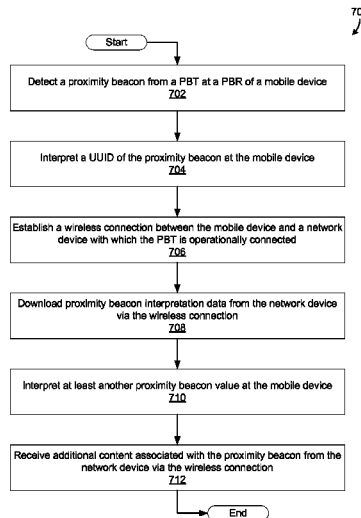 70
Start
Detect a proximity beacon from a PBT at a PBR of a mobile device
702
Interpret a UUID of the proximity beacon at the mobile device
704
Establish a wireless connection between the mobile device and a network
device with which the PBT is operationally connected
706
Download proximity beacon interpretation data from the network device
via the wireless connection
708
Interpret at least another proximity beacon value at the mobile device
710
Receive additional content associated with the proximity beacon from the
network device via the wireless connection
712
End